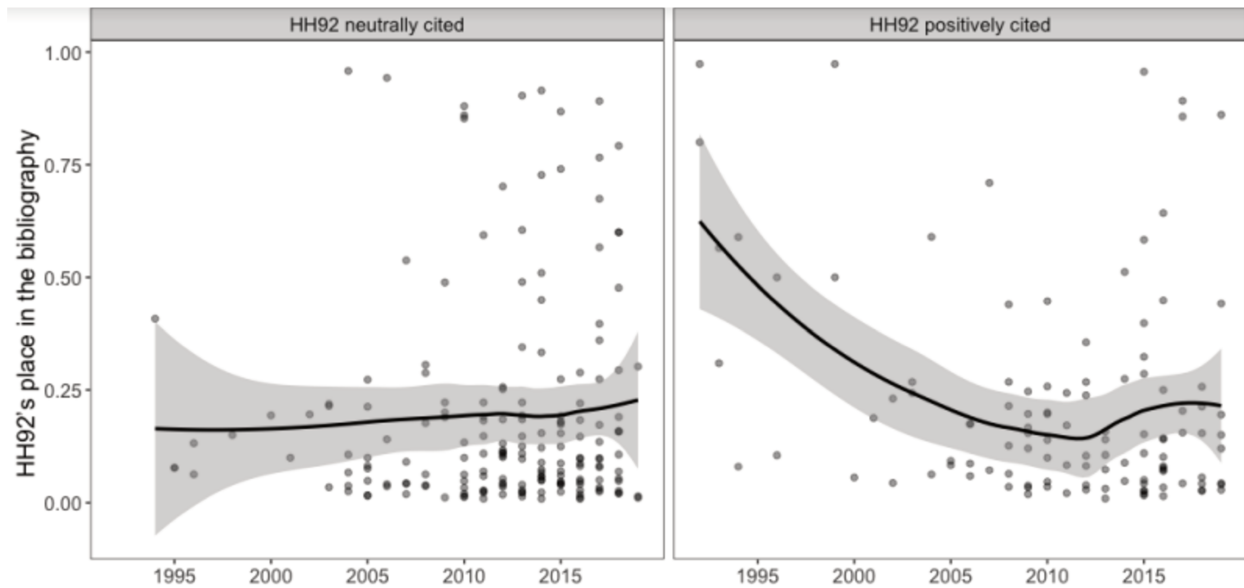 HH92 neutrally cited
HH92 positively cited
HH92's place in the bibliography
1.00
0.75
0.50
0.25
0.00
1995 2000 2005 2010 2015
1995 2000 2005 2010 2015